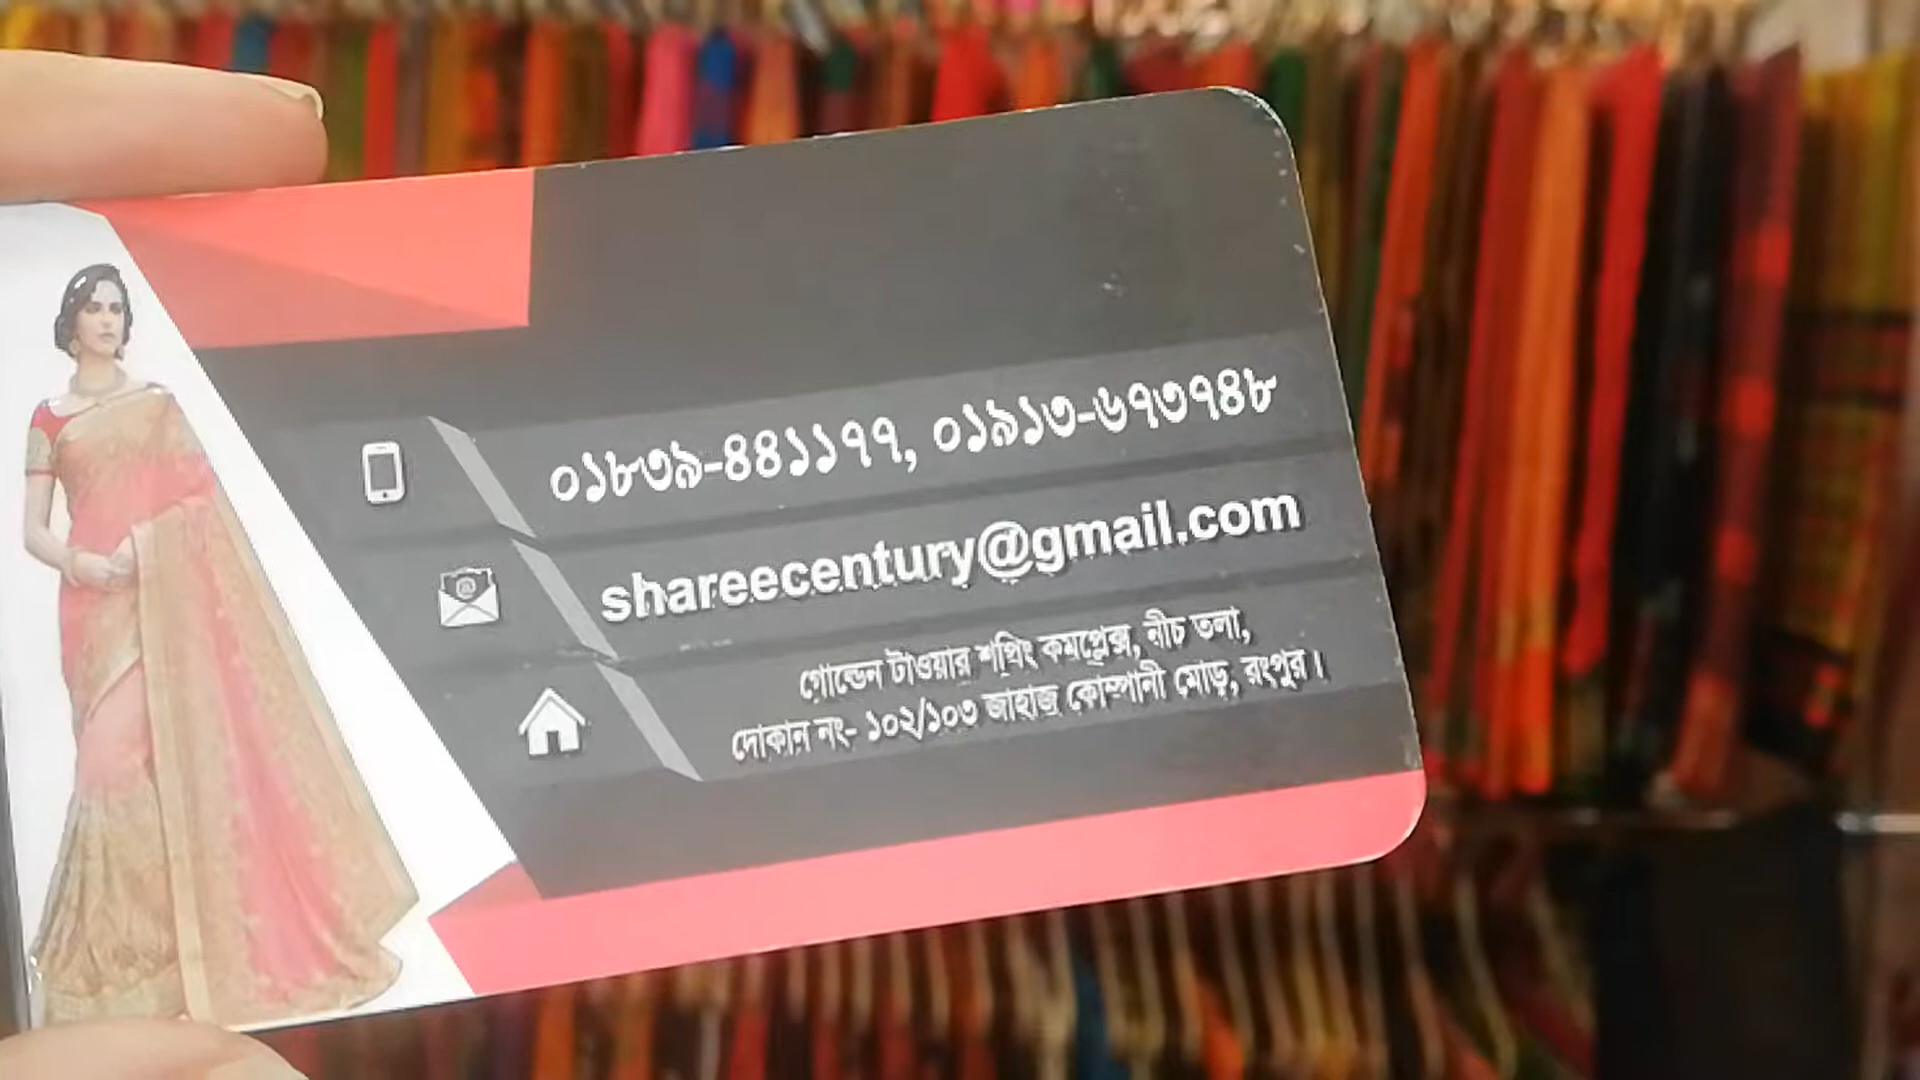 ০১৮৩৯-৪৪১১৭৭, ০১৯১৩-৬৭৩৭৪৮
shareecentury@gmail.com
গোল্ডেন টাওয়ার শপিং কমপ্লেক্স, নীচ তলা,
দোকান নং- ১০২/১০৩ জাহাজ কোম্পানী মোড়, রংপুর।